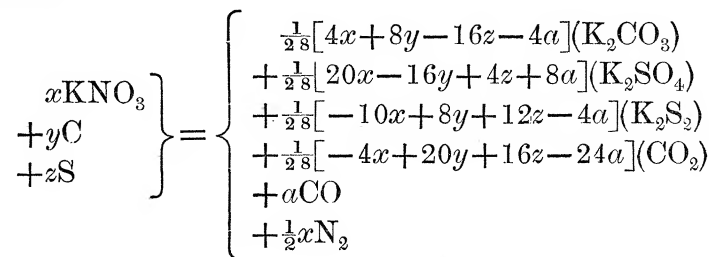 xKNO₃
+yC
+zS
} = {
1/28[4x+8y−16z−4a](K₂CO₃)
+1/28[20x−16y+4z+8a](K₂SO₄)
+1/28[−10x+8y+12z−4a](K₂S₂)
+1/28[−4x+20y+16z−24a](CO₂)
+aCO
+½xN₂